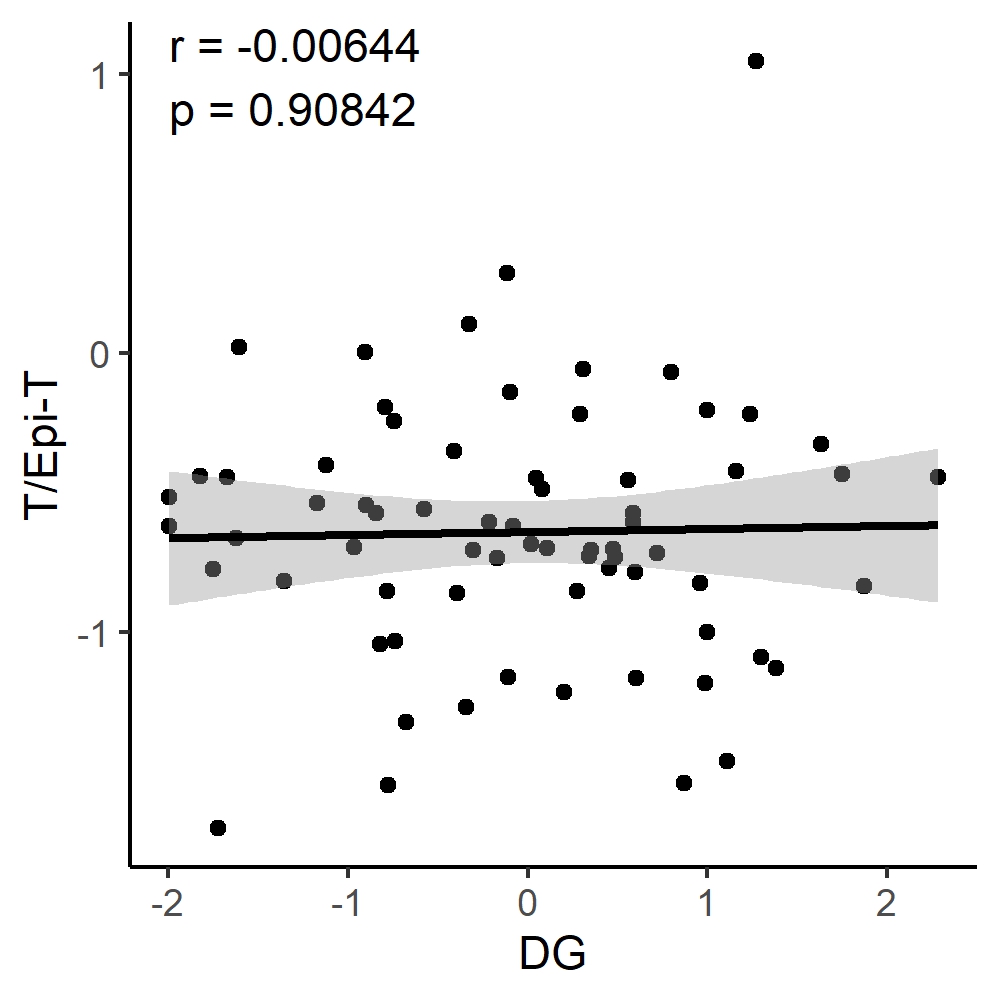 r = -0.00644
p = 0.90842
1
0
-1
T/Epi-T
-2 -1 0 1 2
DG